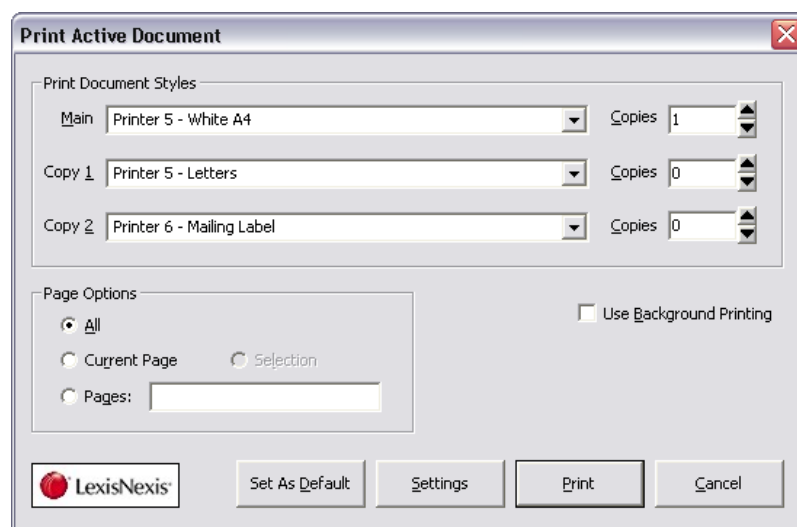 Print Active Document
Print Document Styles
Main Printer 5 - White A4 Copies 1
Copy 1 Printer 5 - Letters Copies 0
Copy 2 Printer 6 - Mailing Label Copies 0
Page Options
All
Use Background Printing
Current Page Selection
Pages:
LexisNexis Set As Default Settings Print Cancel